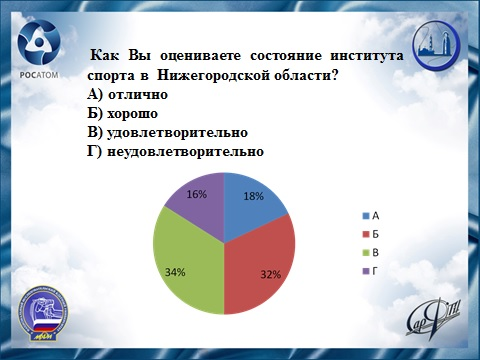 РОСАТОМ
Как Вы оцениваете состояние института
спорта в Нижегородской области?
А) отлично
Б) хорошо
В) удовлетворительно
Г) неудовлетворительно
16%
18%
34%
32%
А
Б
В
Г